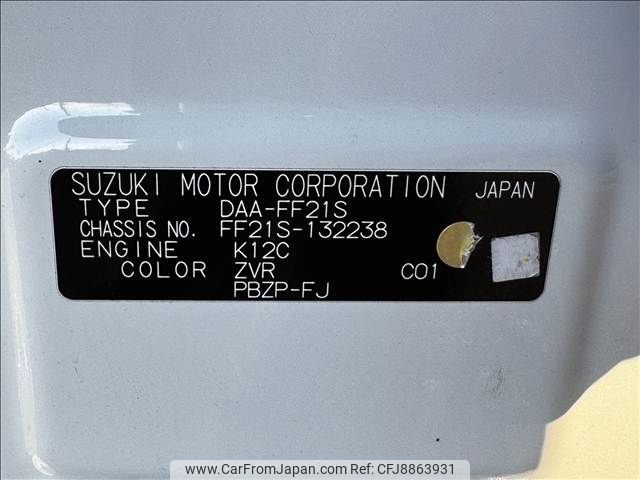 SUZUKI MOTOR CORPORATION JAPAN
TYPE DAA-FF21S
CHASSIS NO. FF21S-132238
ENGINE K12C
COLOR ZVR C01
PBZP-FJ
www.CarFromJapan.com | © CFJ8863931